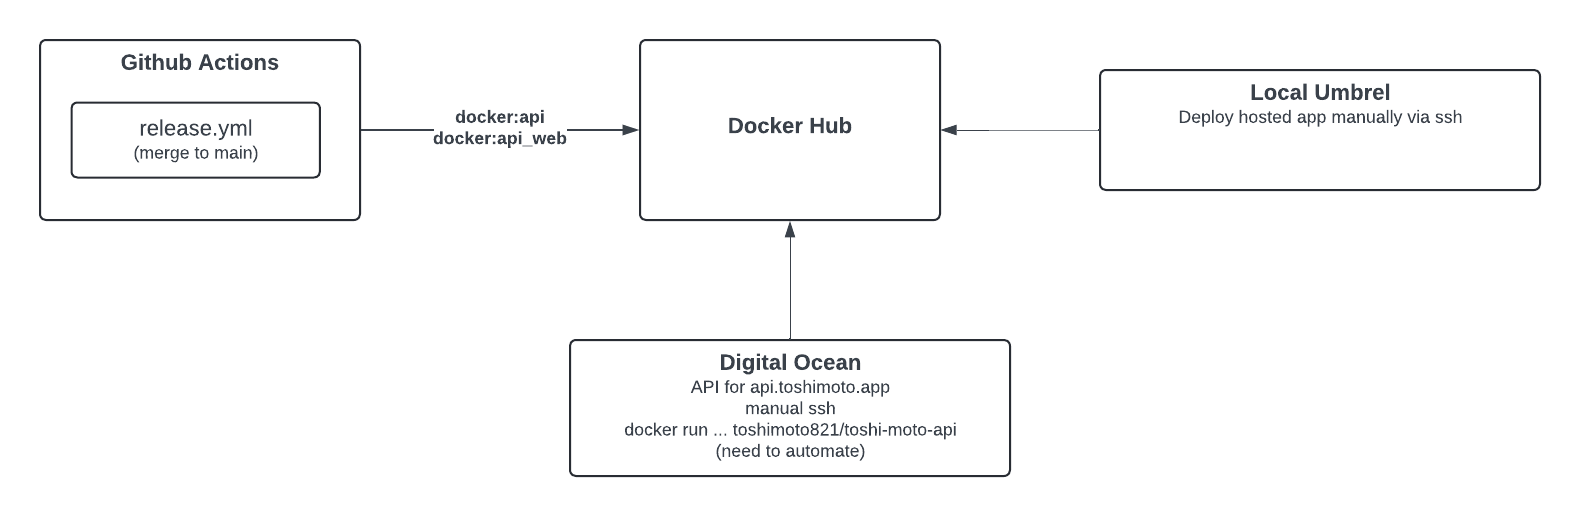 Github Actions
release.yml
(merge to main)
docker:api
docker:api_web
Docker Hub
Local Umbrel
Deploy hosted app manually via ssh
Digital Ocean
API for api.toshimoto.app
manual ssh
docker run ... toshimoto821/toshi-moto-api
(need to automate)